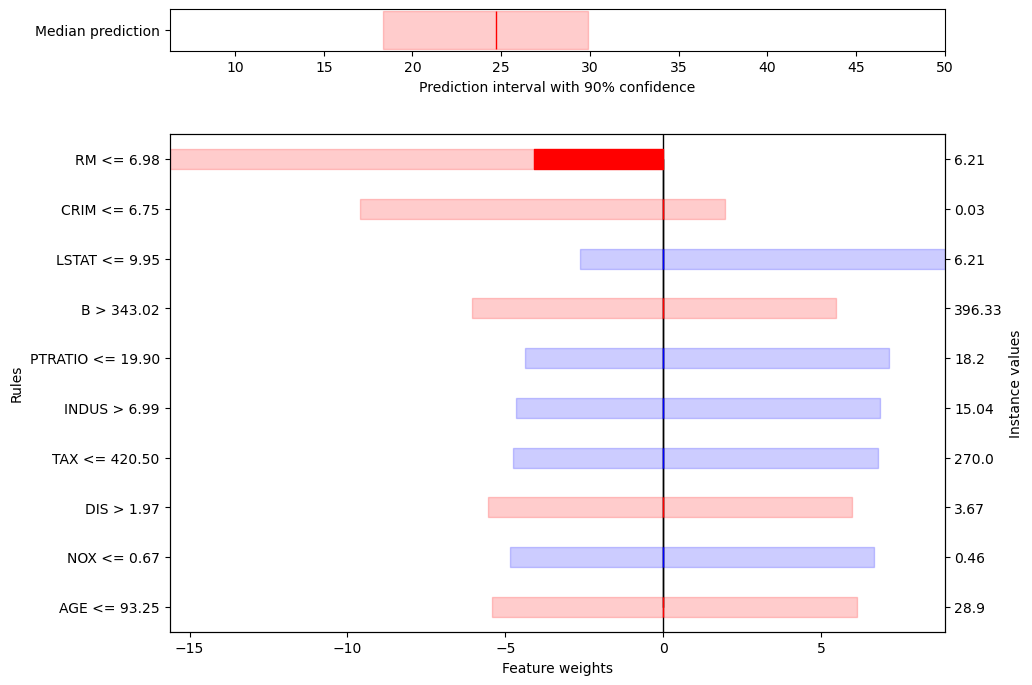 Median prediction
10 15 20 25 30 35 40 45 50
Prediction interval with 90% confidence
RM <= 6.98 6.21
CRIM <= 6.75 0.03
LSTAT <= 9.95 6.21
B > 343.02 396.33
PTRATIO <= 19.90 18.2
INDUS > 6.99 15.04
TAX <= 420.50 270.0
DIS > 1.97 3.67
NOX <= 0.67 0.46
AGE <= 93.25 28.9
Rules
Instance values
−15 −10 −5 0 5
Feature weights